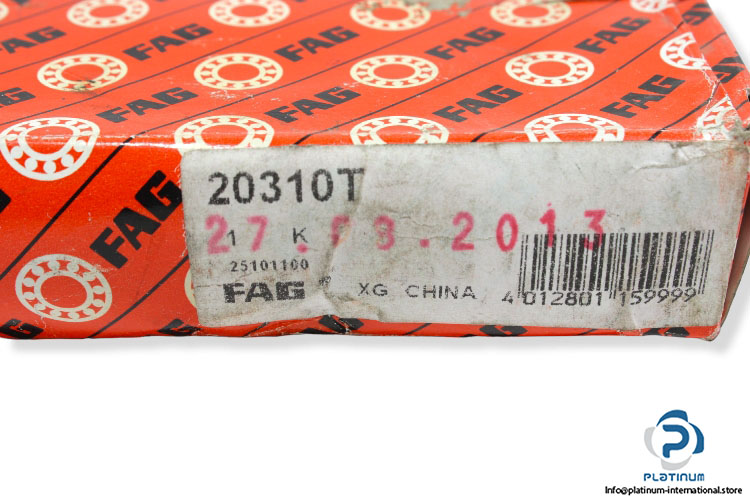 FAG FAG FAG
FAG FAG FAG
FAG
20310T
27. 8.2013
1 K
25101100
FAG XG CHINA 4 012801 159999
PLATINUM
Info@platinum-international.store